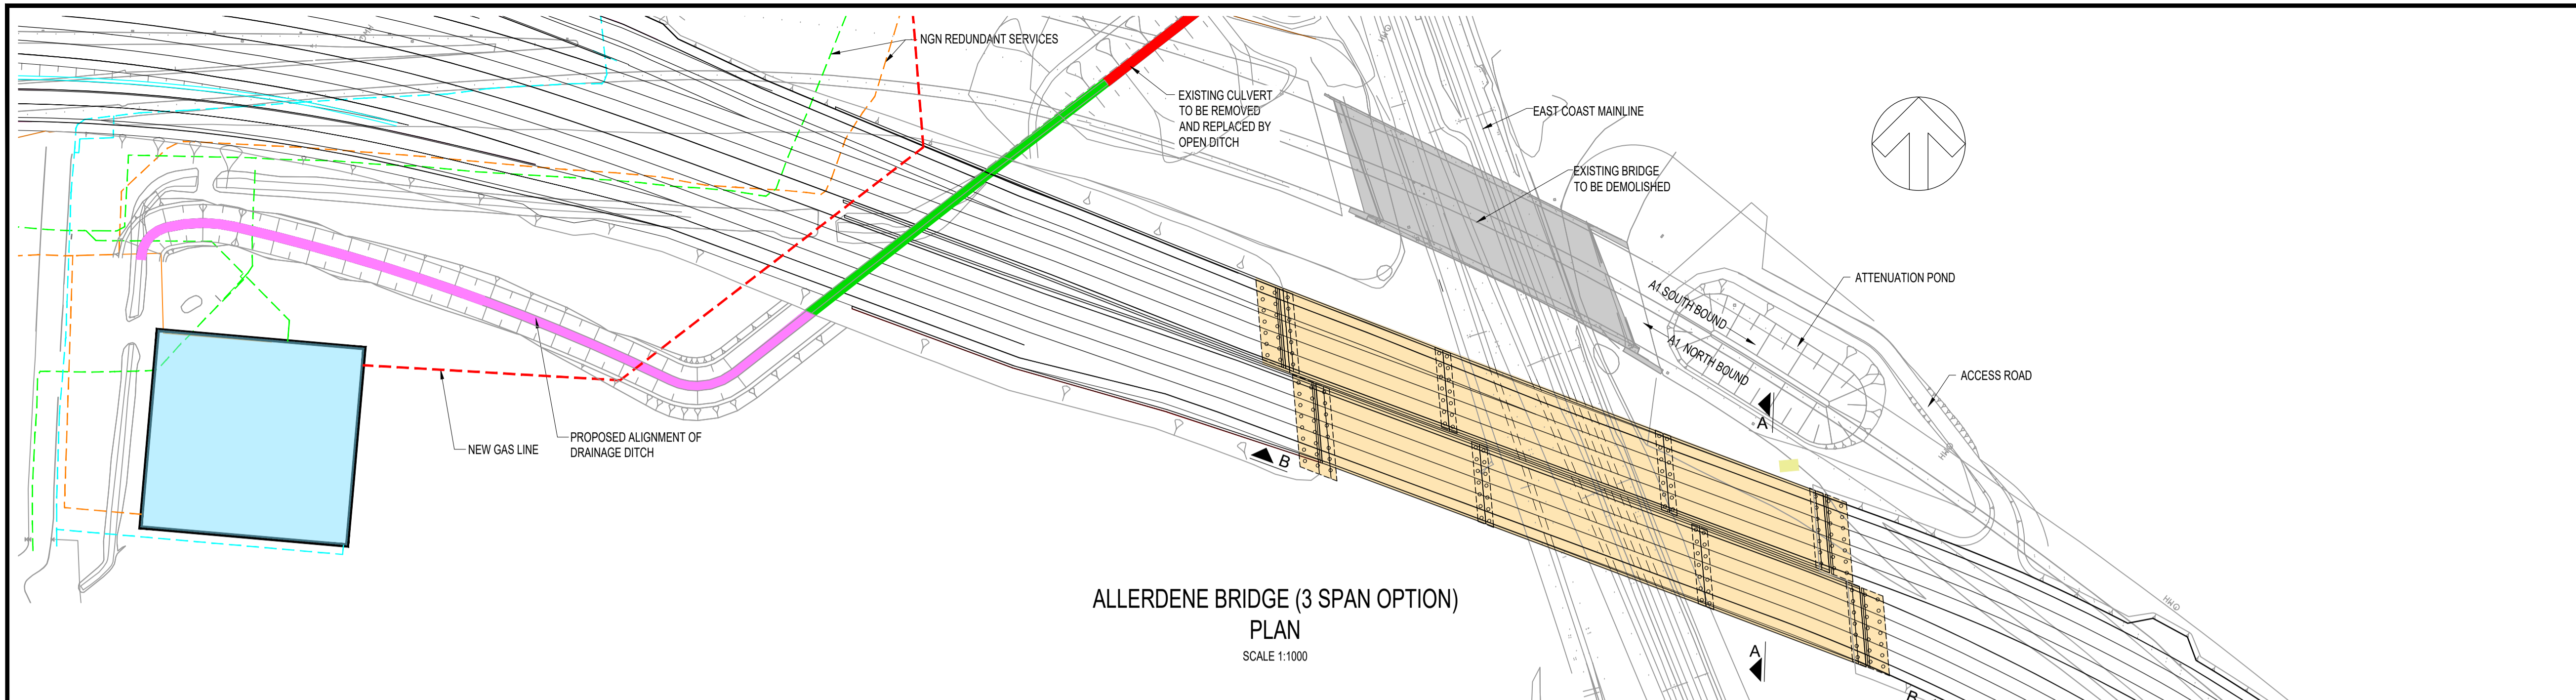 NGN REDUNDANT SERVICES
EXISTING CULVERT
TO BE REMOVED
AND REPLACED BY
OPEN DITCH
EAST COAST MAINLINE
EXISTING BRIDGE
TO BE DEMOLISHED
ATTENUATION POND
A1 SOUTH BOUND
A1 NORTH BOUND
ACCESS ROAD
A
B
NEW GAS LINE
PROPOSED ALIGNMENT OF
DRAINAGE DITCH
ALLERDENE BRIDGE (3 SPAN OPTION)
PLAN
SCALE 1:1000
A
B